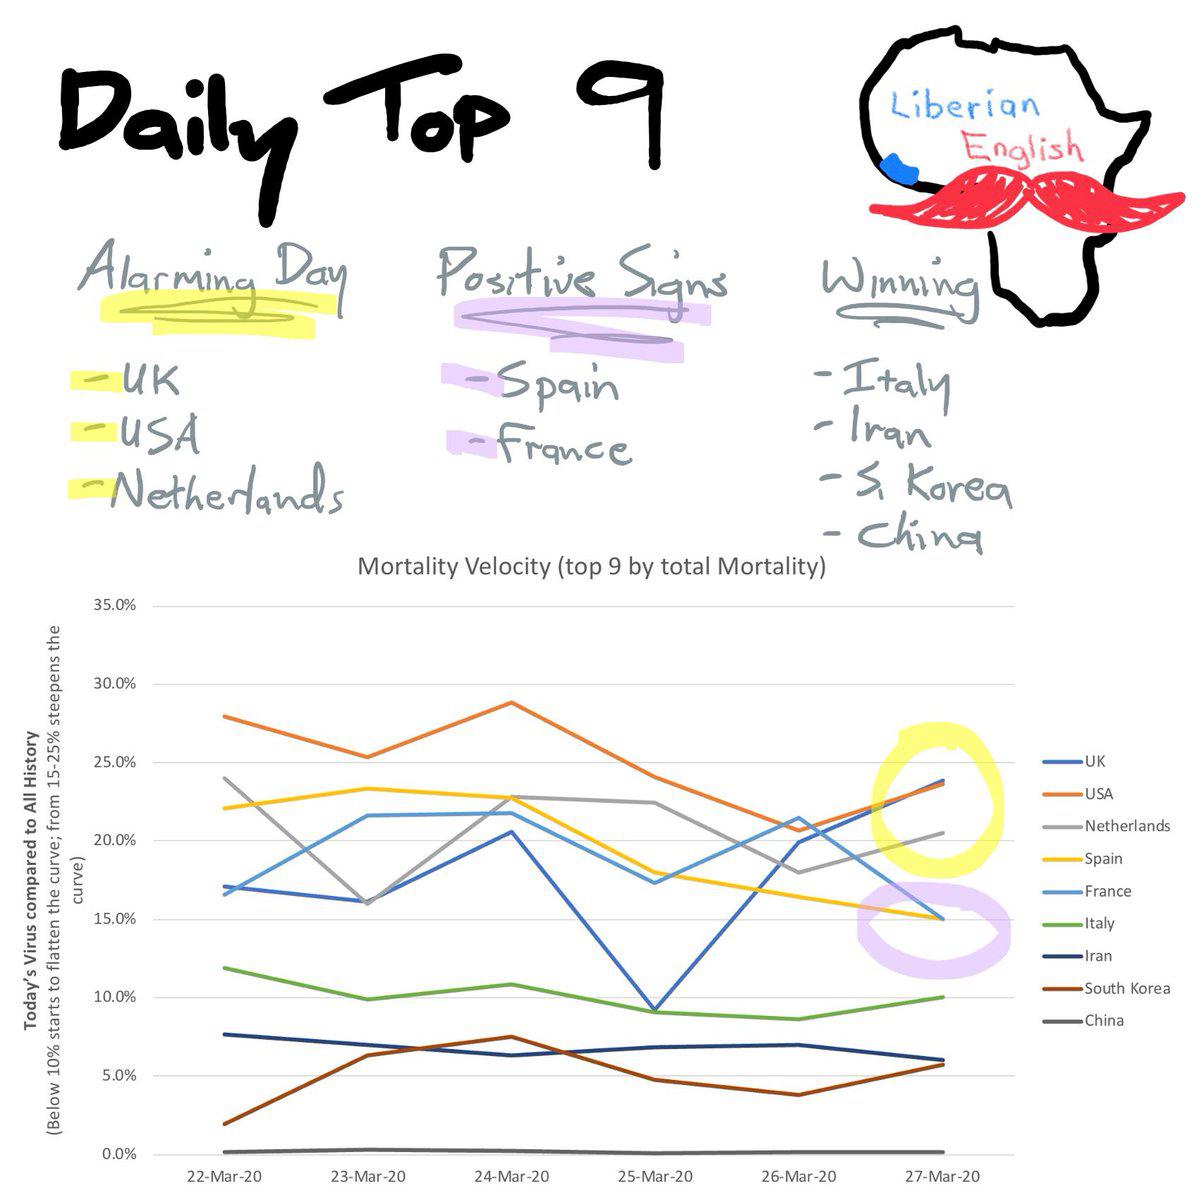 Daily Top 9
Liberian
English
Alarming Day
- UK
- USA
- Netherlands
Positive Signs
- Spain
- France
Winning
- Italy
- Iran
- S. Korea
- China
Mortality Velocity (top 9 by total Mortality)
Today's Virus compared to All History
(Below 10% starts to flatten the curve; from 15-25% steepens the
curve)
35.0%
30.0%
25.0%
20.0%
15.0%
10.0%
5.0%
0.0%
22-Mar-20 23-Mar-20 24-Mar-20 25-Mar-20 26-Mar-20 27-Mar-20
UK
USA
Netherlands
Spain
France
Italy
Iran
South Korea
China